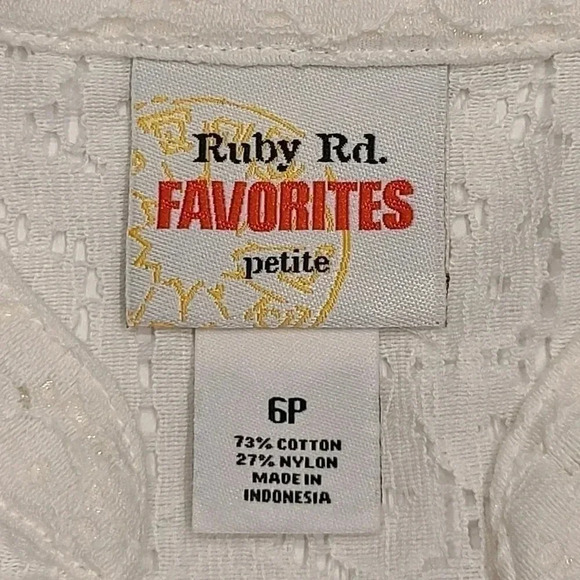 Ruby Rd.
FAVORITES
petite
6P
73% COTTON
27% NYLON
MADE IN
INDONESIA